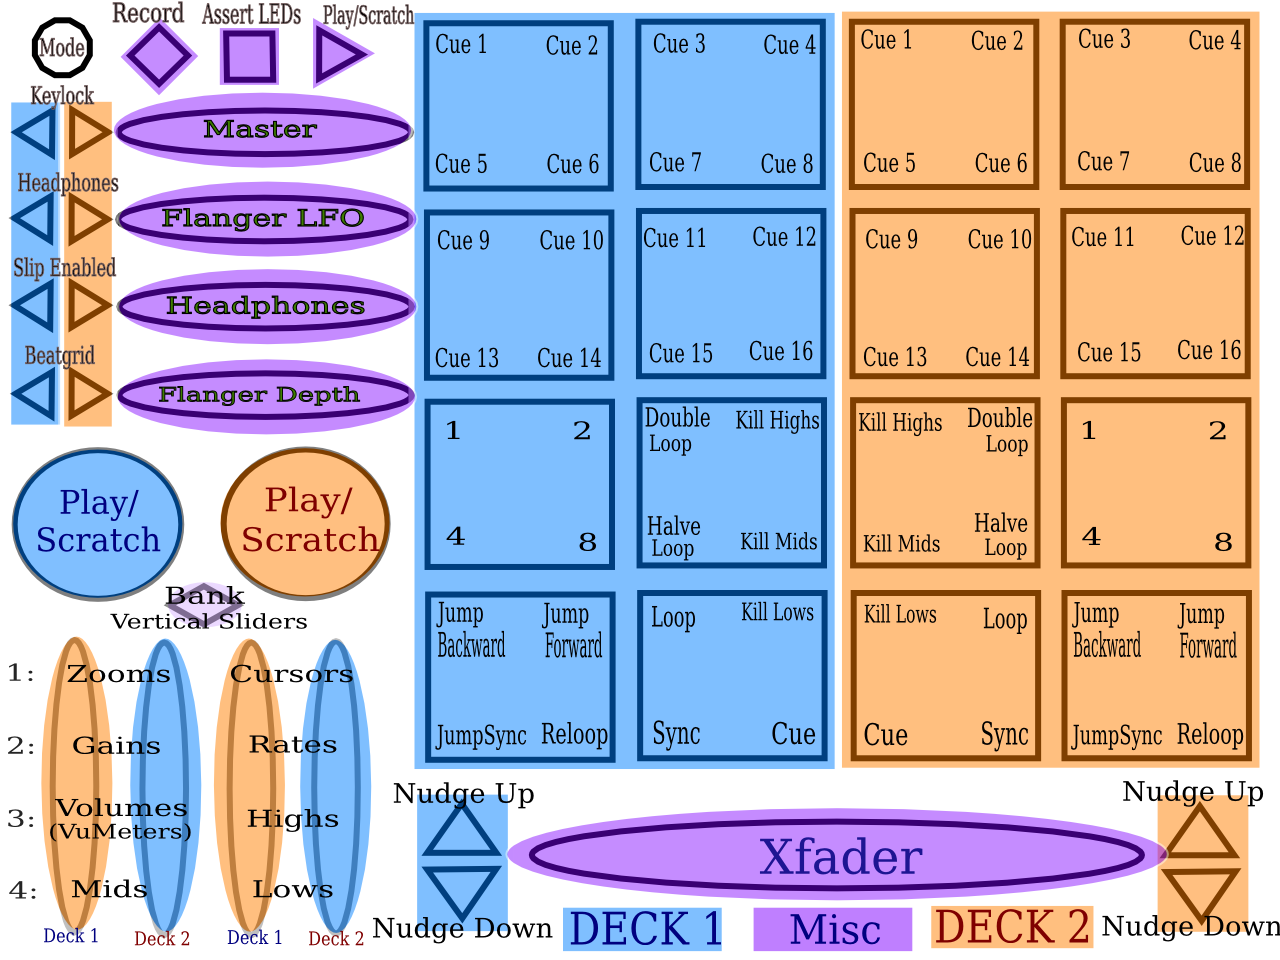 Record
Assert LEDs
Play/Scratch
Mode
Keylock
Master
Headphones
Flanger LFO
Slip Enabled
Headphones
Beatgrid
Flanger Depth
Play/
Scratch
Play/
Scratch
Bank
Vertical Sliders
1: Zooms Cursors
2: Gains Rates
3: Volumes Highs
(VuMeters)
4: Mids Lows
Deck 1 Deck 2 Deck 1 Deck 2
Cue 1 Cue 2 Cue 3 Cue 4
Cue 5 Cue 6 Cue 7 Cue 8
Cue 9 Cue 10 Cue 11 Cue 12
Cue 13 Cue 14 Cue 15 Cue 16
1 2
4 8
Double
Loop
Kill Highs
Halve
Loop
Kill Mids
Jump
Backward
Jump
Forward
JumpSync Reloop
Loop Kill Lows
Sync Cue
Cue 1 Cue 2 Cue 3 Cue 4
Cue 5 Cue 6 Cue 7 Cue 8
Cue 9 Cue 10 Cue 11 Cue 12
Cue 13 Cue 14 Cue 15 Cue 16
Kill Highs
Double
Loop
Kill Mids
Halve
Loop
1 2
4 8
Kill Lows Loop
Cue Sync
Jump
Backward
Jump
Forward
JumpSync Reloop
Nudge Up
Nudge Down
Xfader
Nudge Up
Nudge Down
DECK 1 Misc DECK 2